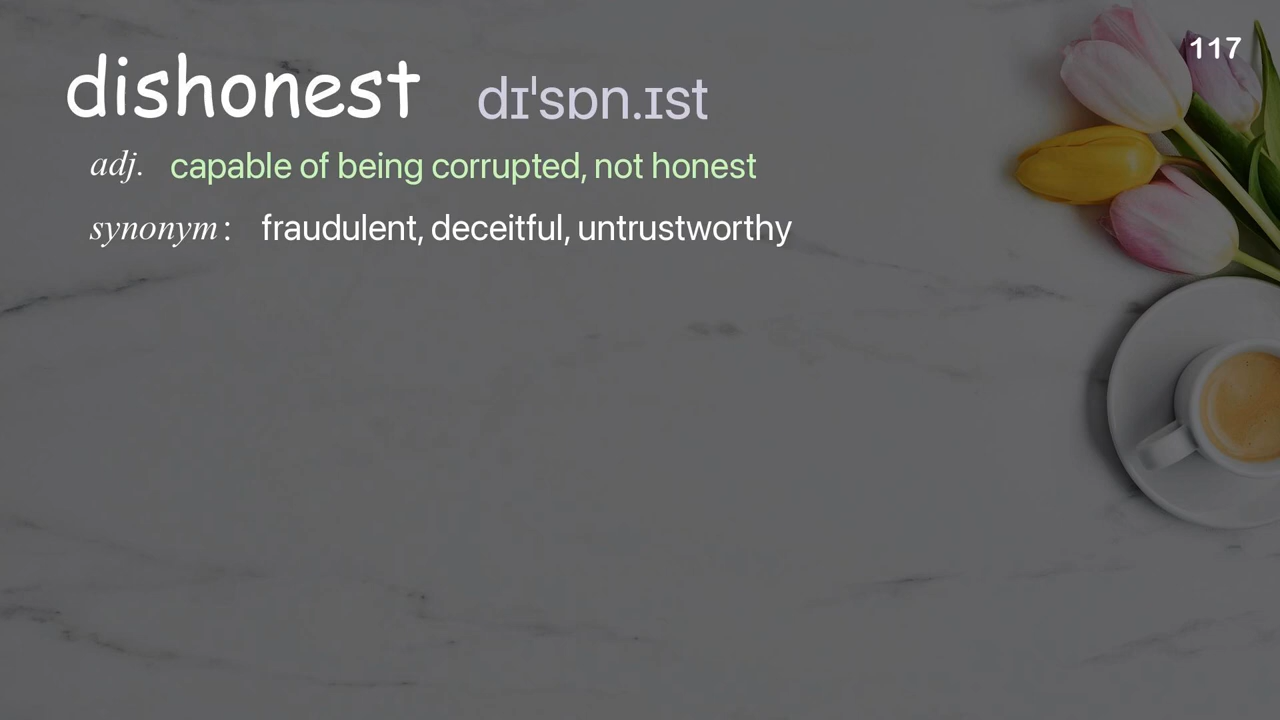 117
dishonest dɪˈsɒn.ɪst
adj. capable of being corrupted, not honest
synonym: fraudulent, deceitful, untrustworthy